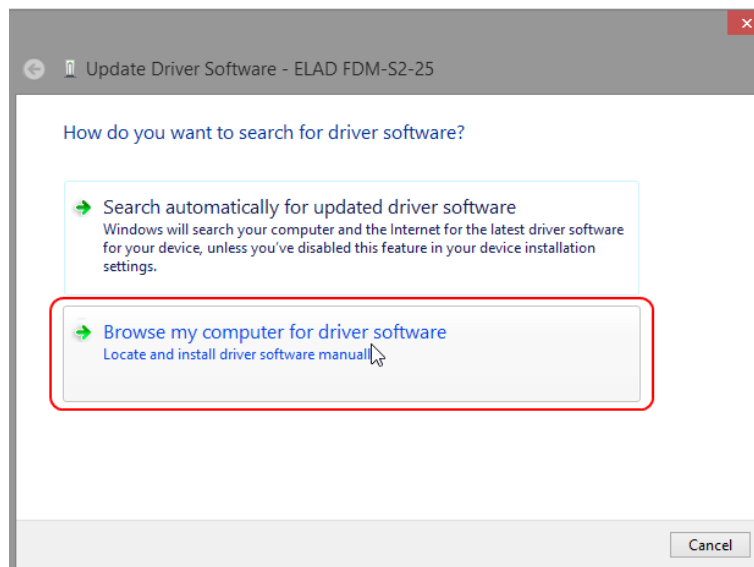 Update Driver Software - ELAD FDM-S2-25
How do you want to search for driver software?
Search automatically for updated driver software
Windows will search your computer and the Internet for the latest driver software
for your device, unless you've disabled this feature in your device installation
settings.
Browse my computer for driver software
Locate and install driver software manuall
Cancel